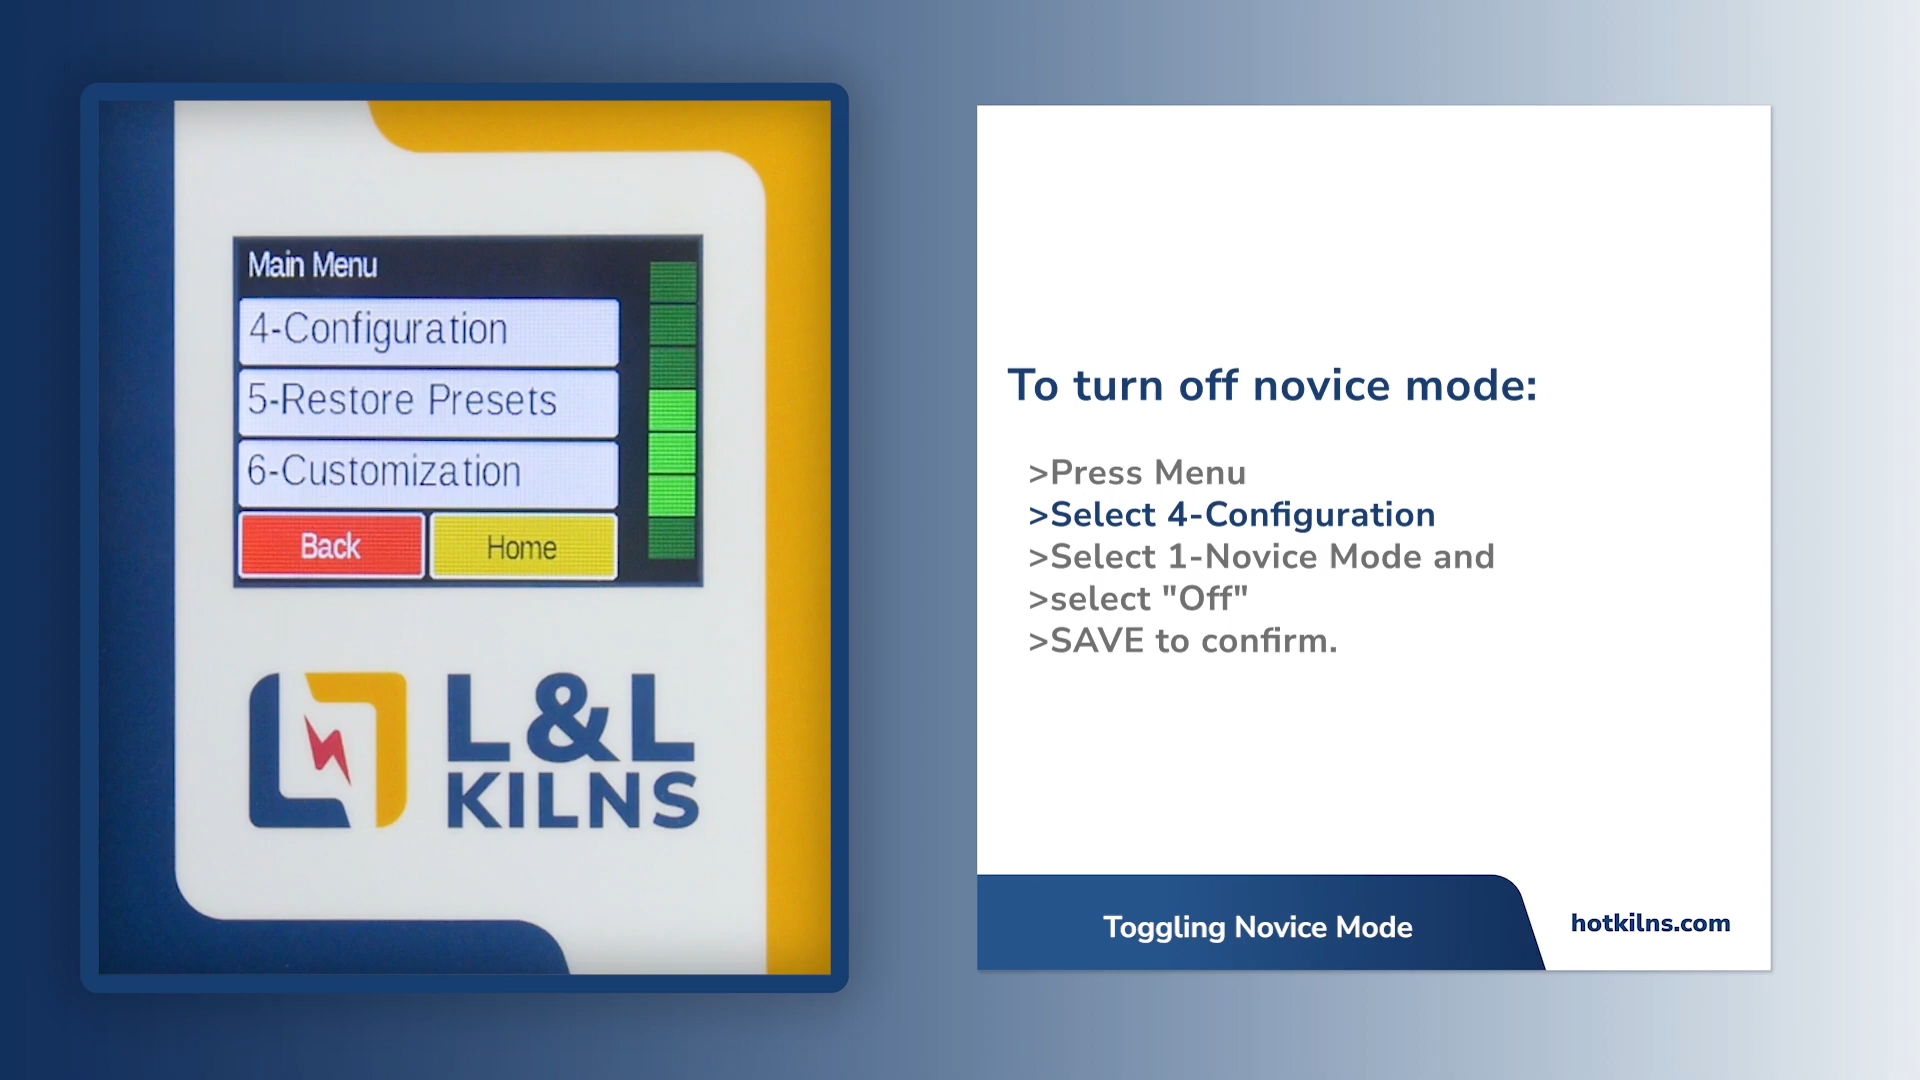 Main Menu
4-Configuration
5-Restore Presets
6-Customization
Back Home
L&L
KILNS
To turn off novice mode:
>Press Menu
>Select 4-Configuration
>Select 1-Novice Mode and
>select "Off"
>SAVE to confirm.
Toggling Novice Mode
hotkilns.com